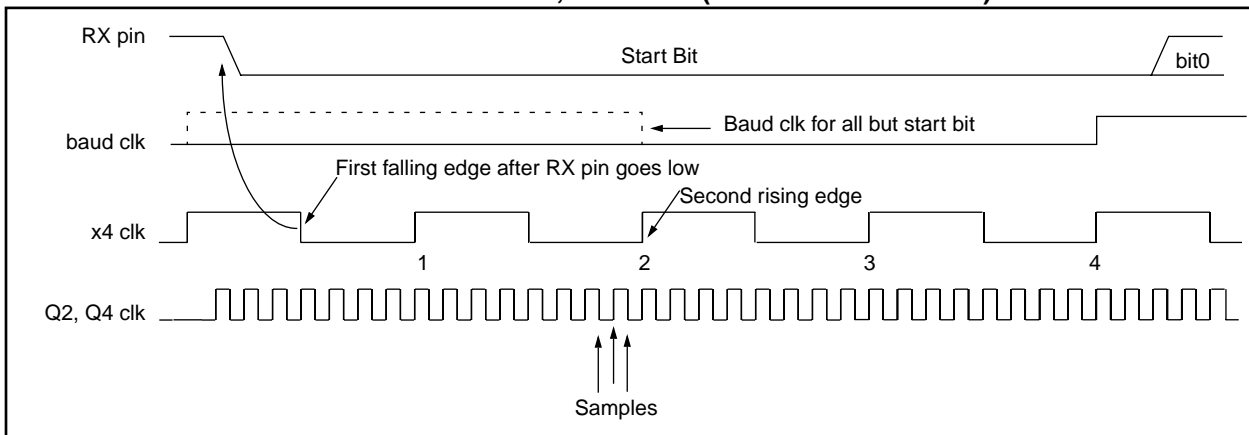 RX pin
Start Bit
bit0
baud clk
Baud clk for all but start bit
First falling edge after RX pin goes low
Second rising edge
x4 clk
1 2 3 4
Q2, Q4 clk
Samples